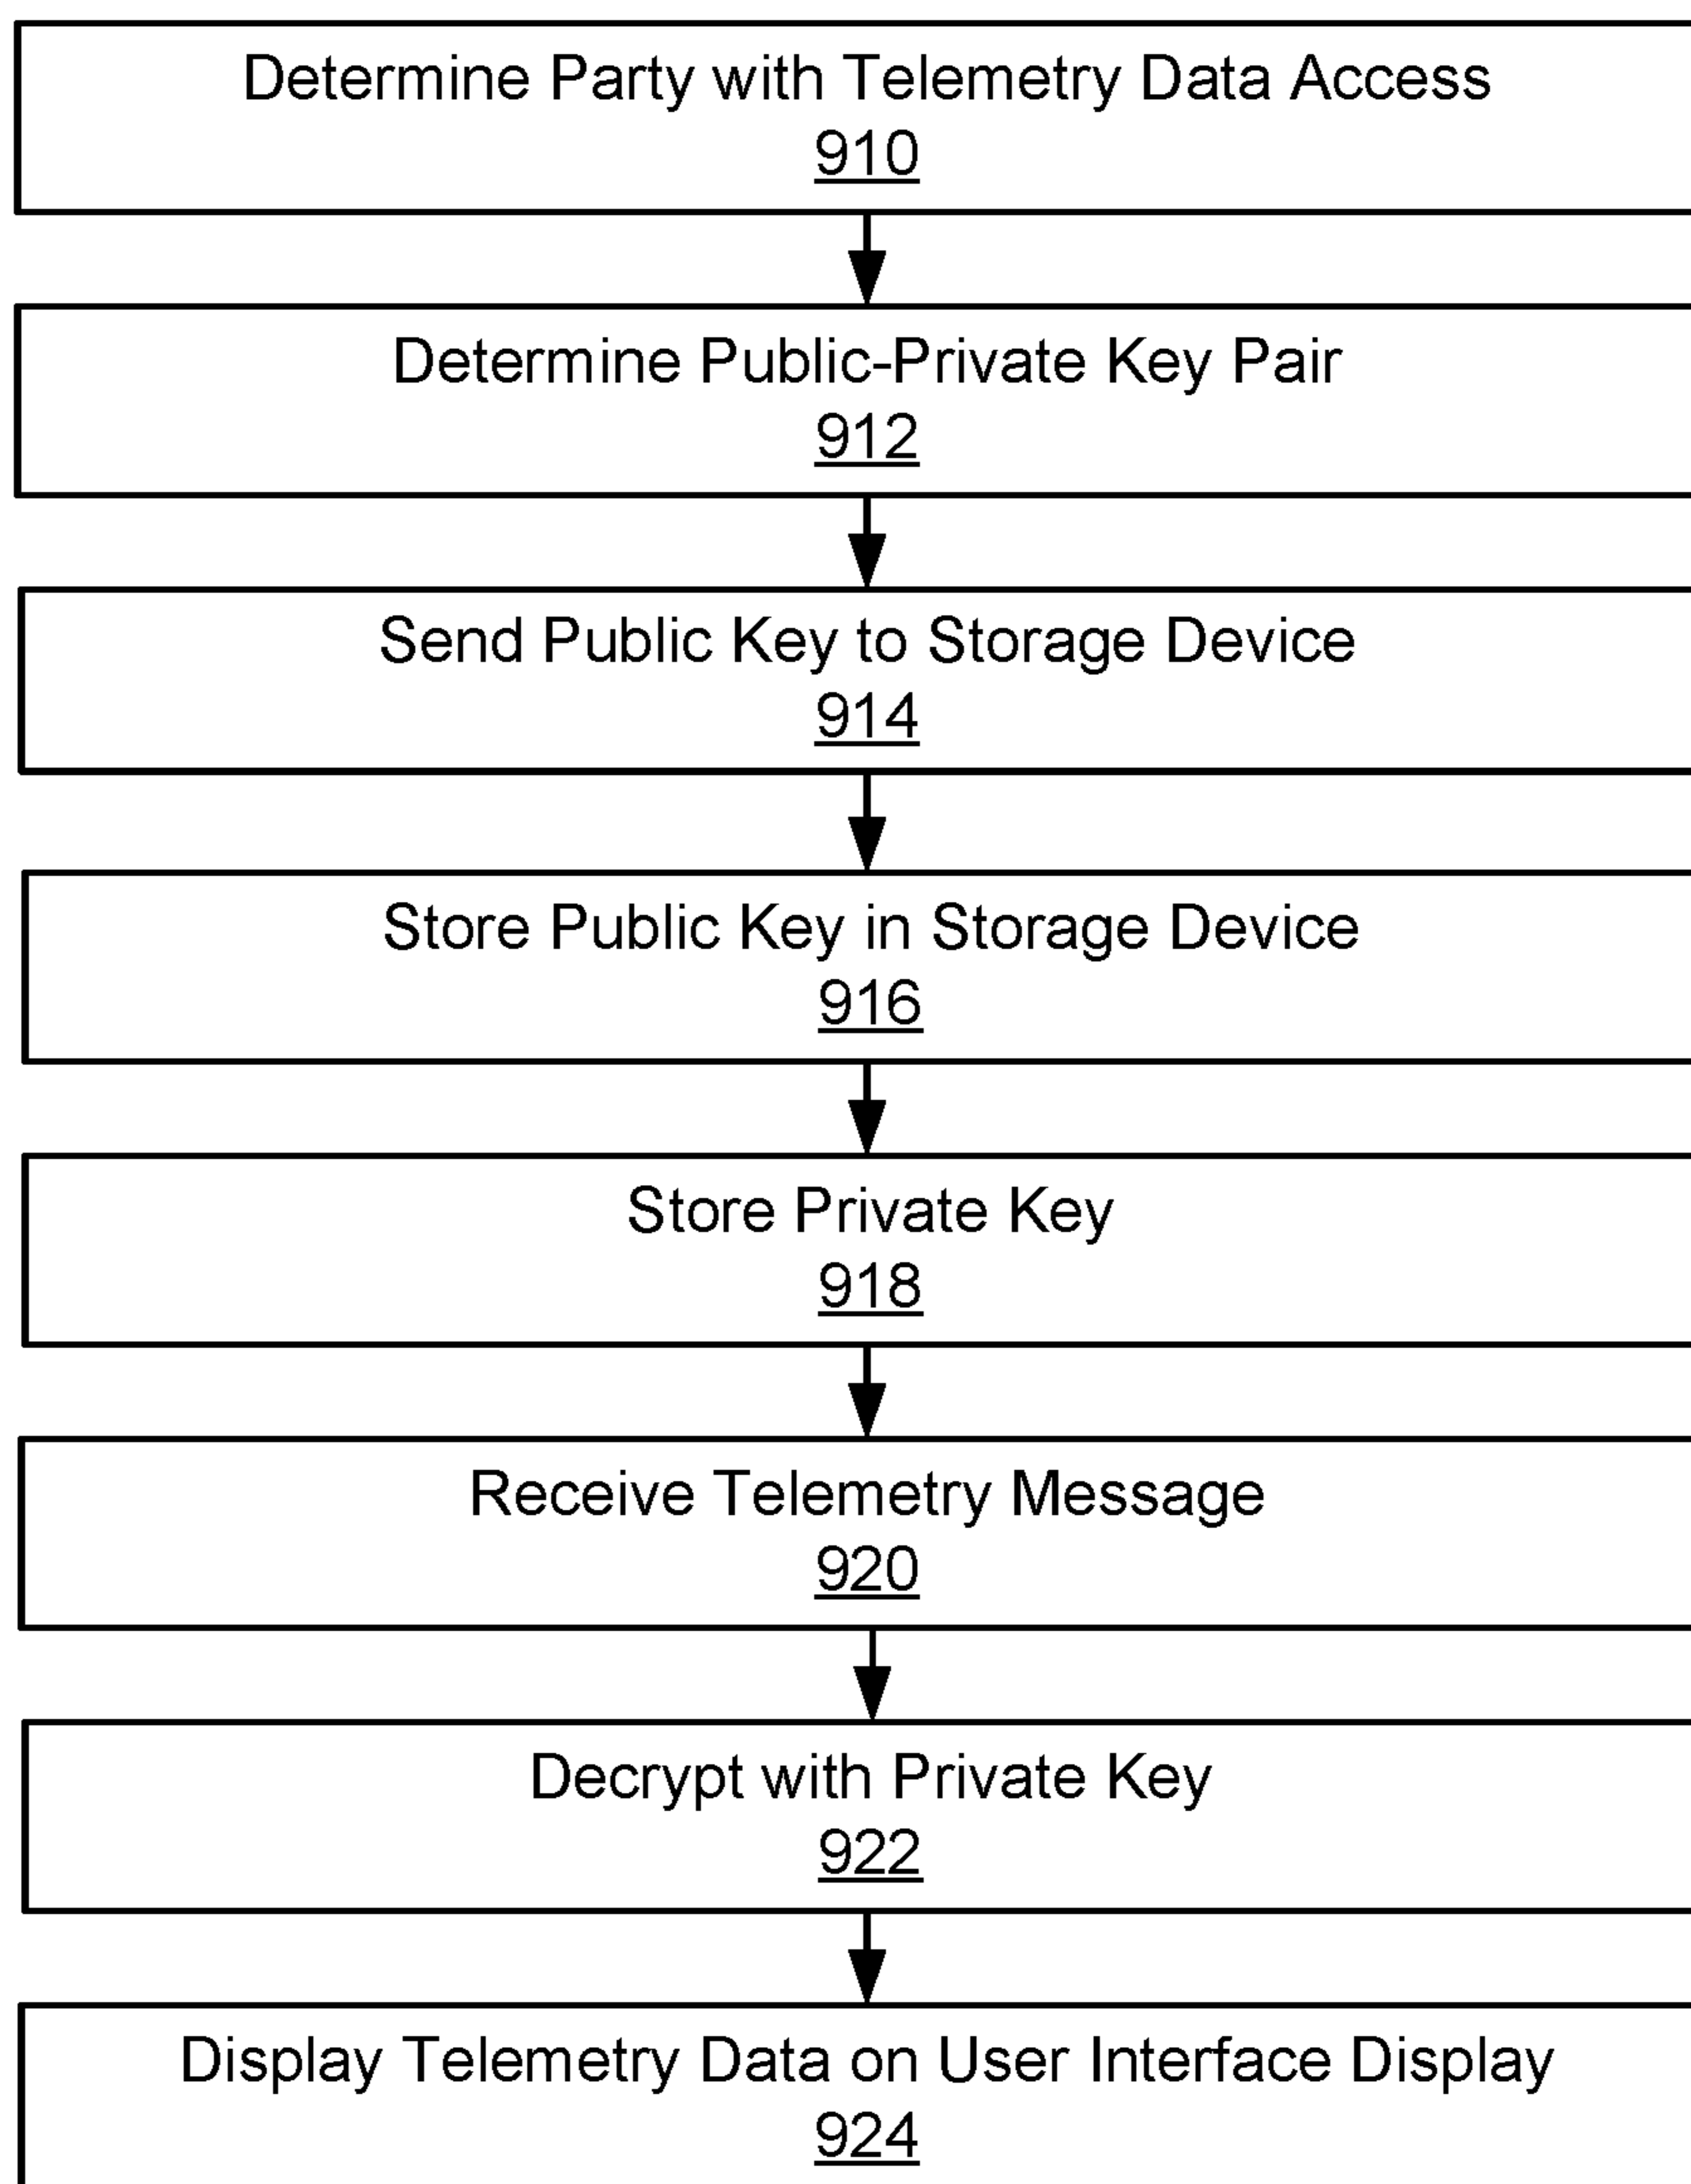 Determine Party with Telemetry Data Access
910
Determine Public-Private Key Pair
912
Send Public Key to Storage Device
914
Store Public Key in Storage Device
916
Store Private Key
918
Receive Telemetry Message
920
Decrypt with Private Key
922
Display Telemetry Data on User Interface Display
924